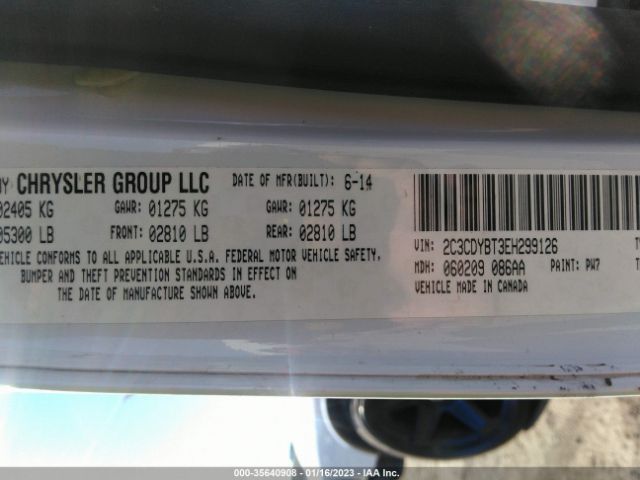 CHRYSLER GROUP LLC DATE OF MFR(BUILT): 6-14
02405 KG GAWR: 01275 KG GAWR: 01275 KG
05300 LB FRONT: 02810 LB REAR: 02810 LB
VEHICLE CONFORMS TO ALL APPLICABLE U.S.A. FEDERAL MOTOR VEHICLE SAFETY,
BUMPER AND THEFT PREVENTION STANDARDS IN EFFECT ON
THE DATE OF MANUFACTURE SHOWN ABOVE.
VIN: 2C3CDYBT3EH299126
MDH: 060209 086AA PAINT: PW7
VEHICLE MADE IN CANADA
000-35640908 - 01/16/2023 - IAA Inc.